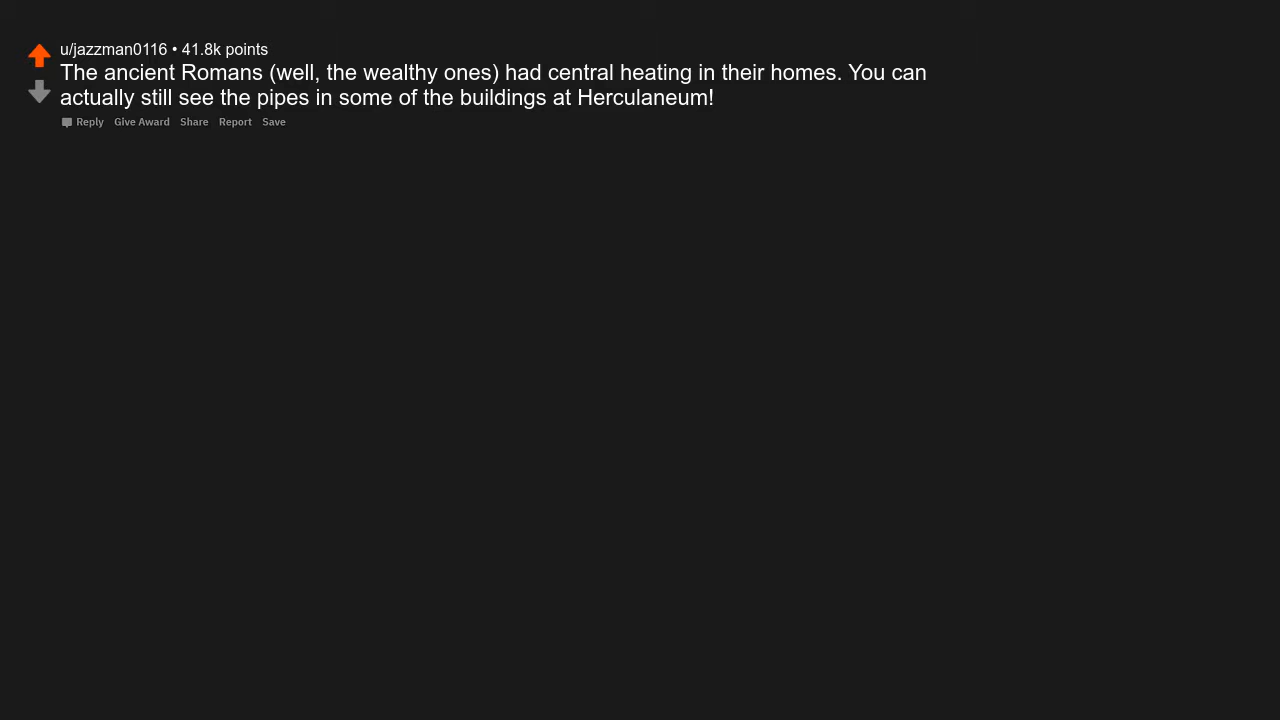 u/jazzman0116 • 41.8k points
The ancient Romans (well, the wealthy ones) had central heating in their homes. You can
actually still see the pipes in some of the buildings at Herculaneum!
Reply Give Award Share Report Save